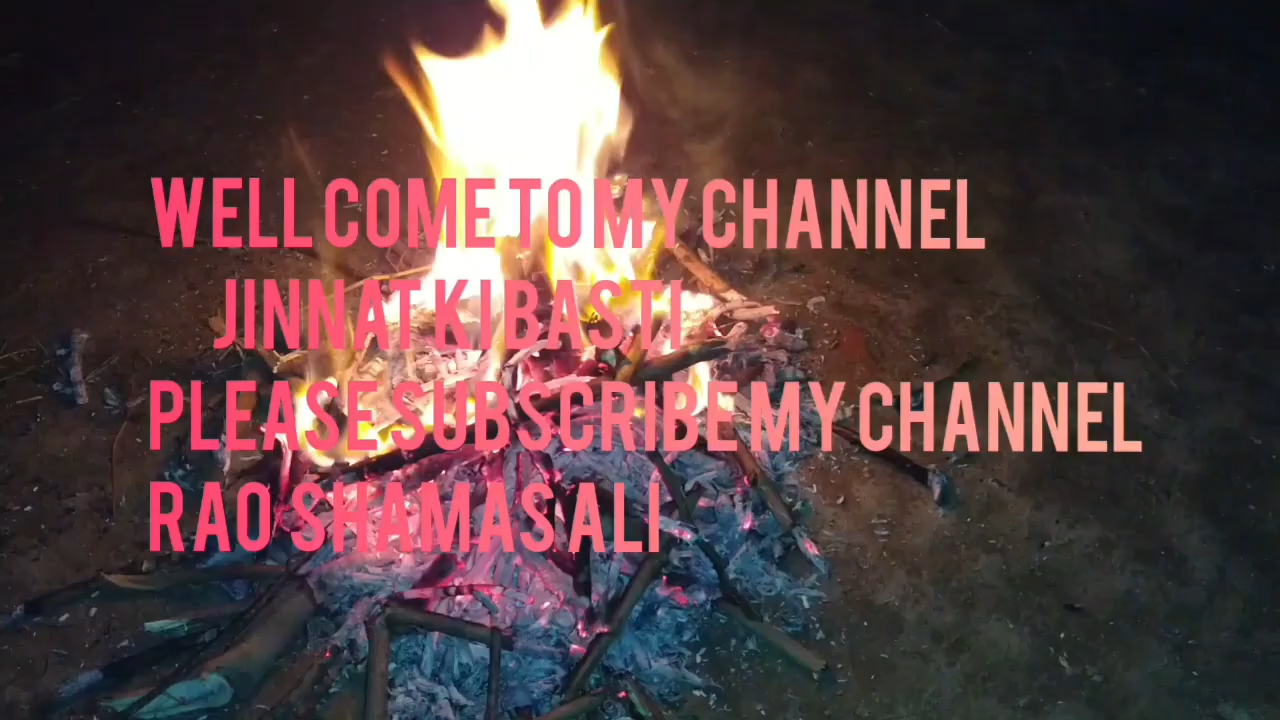 WELL COME TO MY CHANNEL
JINNAT KI BASTI
PLEASE SUBSCRIBE MY CHANNEL
RAO SHAMAS ALI